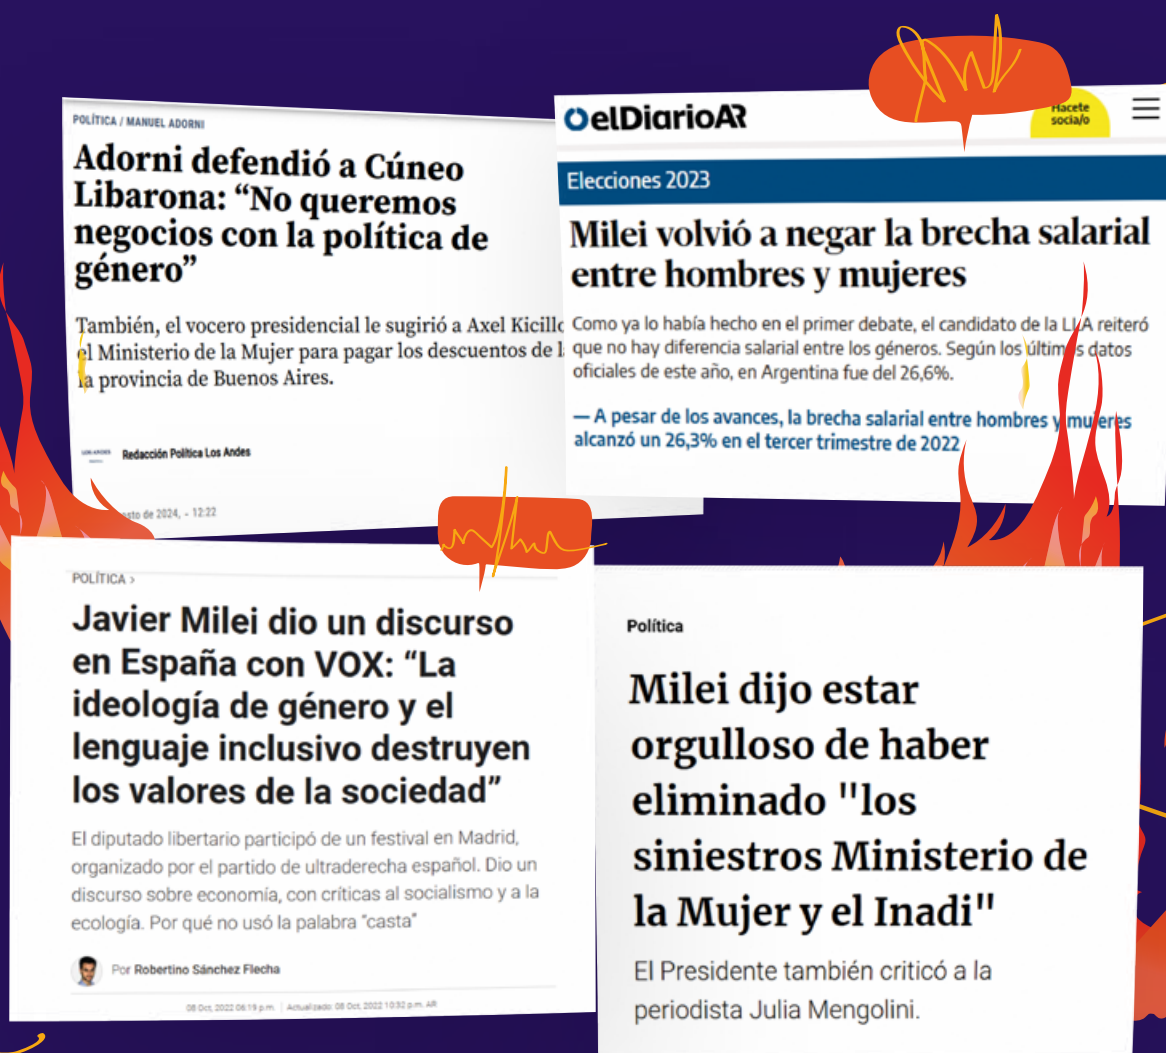 POLÍTICA / MANUEL ADORNI
Adorni defendió a Cúneo
Libarona: “No queremos
negocios con la política de
género”
También, el vocero presidencial le sugirió a Axel
el Ministerio de la Mujer para pagar los descuentos de
la provincia de Buenos Aires.
LOS ANDES
Redacción Política Los Andes
de 2024, - 12:22
elDiarioAR
Hacete
socia/o
Elecciones 2023
Milei volvió a negar la brecha salarial
entre hombres y mujeres
Como ya lo había hecho en el primer debate, el candidato de la LLA reiteró
que no hay diferencia salarial entre los géneros. Según los últimos datos
oficiales de este año, en Argentina fue del 26,6%.
— A pesar de los avances, la brecha salarial entre hombres y mujeres
alcanzó un 26,3% en el tercer trimestre de 2022
POLÍTICA >
Javier Milei dio un discurso
en España con VOX: “La
ideología de género y el
lenguaje inclusivo destruyen
los valores de la sociedad”
El diputado libertario participó de un festival en Madrid,
organizado por el partido de ultraderecha español. Dio un
discurso sobre economía, con críticas al socialismo y a la
ecología. Por qué no usó la palabra “casta”
Por Robertino Sánchez Flecha
08 Oct, 2022 06:19 p.m. | Actualizado: 08 Oct, 2022 10:32 p.m. AR
Política
Milei dijo estar
orgulloso de haber
eliminado "los
siniestros Ministerio de
la Mujer y el Inadi"
El Presidente también criticó a la
periodista Julia Mengolini.